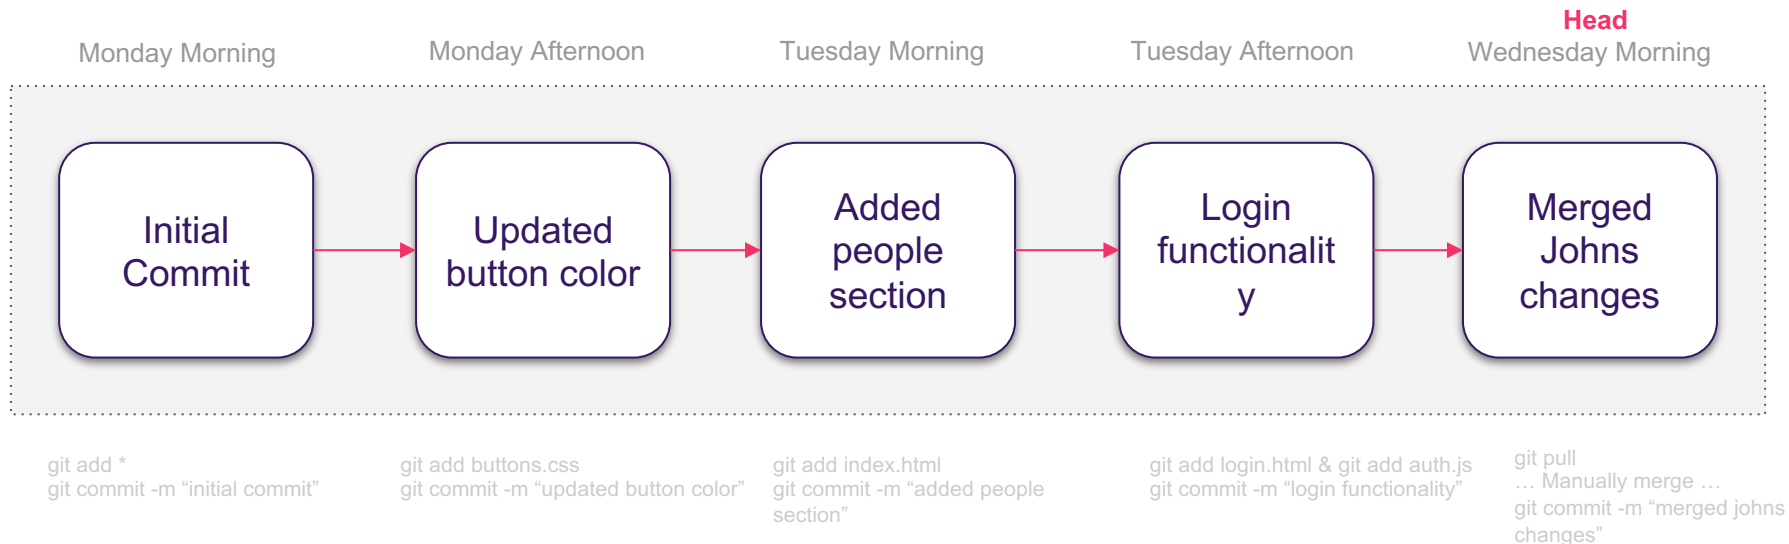 Head
Monday Morning
Monday Afternoon
Tuesday Morning
Tuesday Afternoon
Wednesday Morning
Initial
Commit
Updated
button color
Added
people
section
Login
functionalit
y
Merged
Johns
changes
git add *
git commit -m “initial commit”
git add buttons.css
git commit -m “updated button color”
git add index.html
git commit -m “added people
section”
git add login.html & git add auth.js
git commit -m “login functionality”
git pull
… Manually merge …
git commit -m “merged johns
changes”